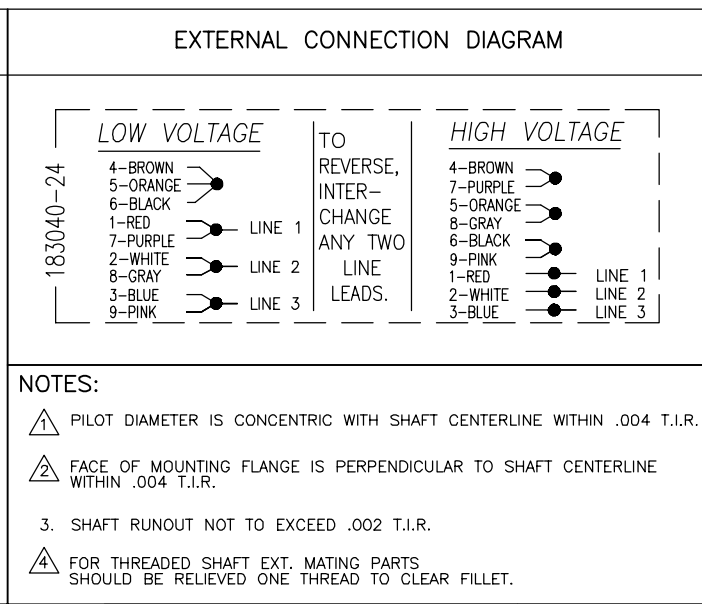 EXTERNAL CONNECTION DIAGRAM
183040-24
LOW VOLTAGE
4-BROWN
5-ORANGE
6-BLACK
1-RED
7-PURPLE
LINE 1
2-WHITE
8-GRAY
LINE 2
3-BLUE
9-PINK
LINE 3
TO
REVERSE,
INTER-
CHANGE
ANY TWO
LINE
LEADS.
HIGH VOLTAGE
4-BROWN
7-PURPLE
5-ORANGE
8-GRAY
6-BLACK
9-PINK
1-RED LINE 1
2-WHITE LINE 2
3-BLUE LINE 3
NOTES:
1 PILOT DIAMETER IS CONCENTRIC WITH SHAFT CENTERLINE WITHIN .004 T.I.R.
2 FACE OF MOUNTING FLANGE IS PERPENDICULAR TO SHAFT CENTERLINE
WITHIN .004 T.I.R.
3. SHAFT RUNOUT NOT TO EXCEED .002 T.I.R.
4 FOR THREADED SHAFT EXT. MATING PARTS
SHOULD BE RELIEVED ONE THREAD TO CLEAR FILLET.